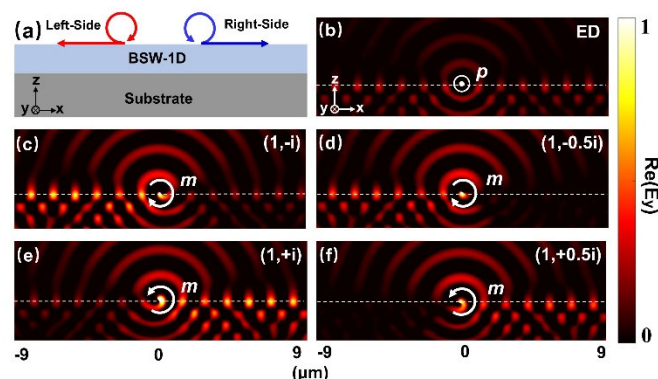 (a) Left-Side Right-Side
BSW-1D
z
y x
Substrate
(b) ED
p
z
y x
(c) (1,-i)
m
(d) (1,-0.5i)
m
(e) (1,+i)
m
(f) (1,+0.5i)
m
-9 0 9
-9 0 9
(μm)
1
Re(Ey)
0